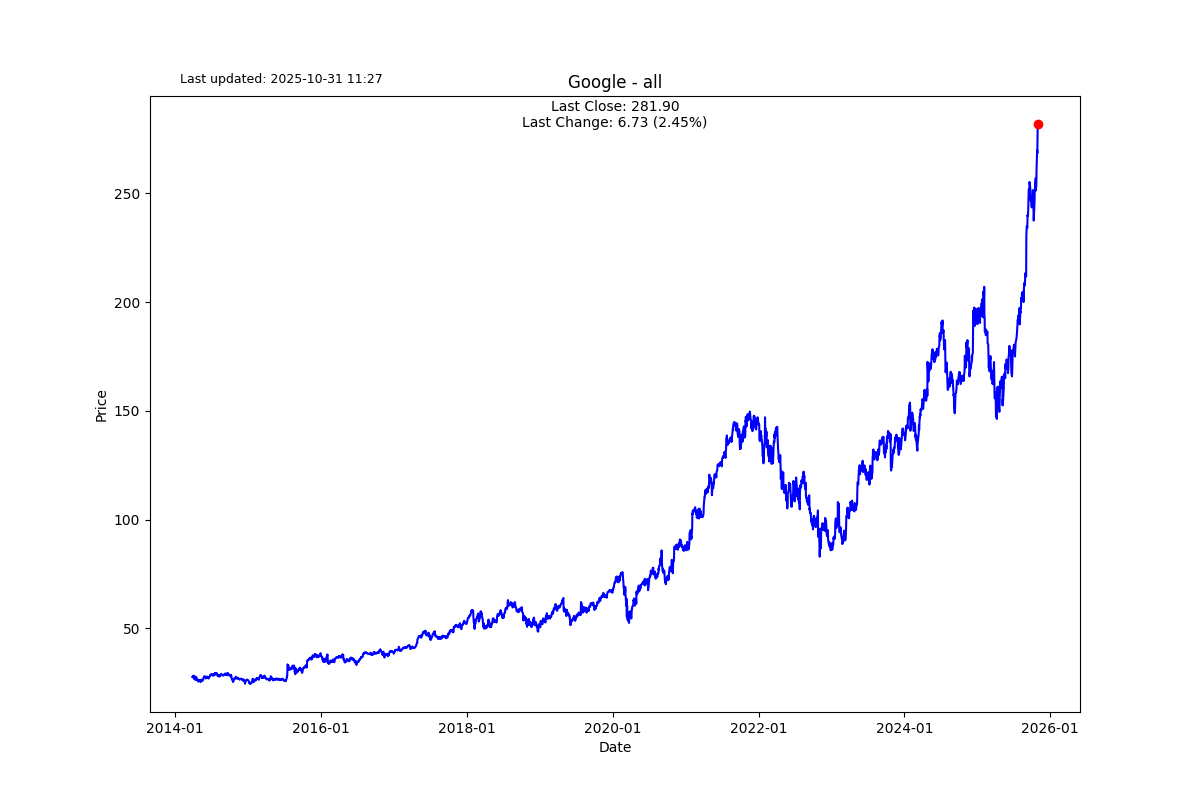 Last updated: 2025-10-31 11:27
Google - all
Last Close: 281.90
Last Change: 6.73 (2.45%)
250
200
150
100
50
Price
2014-01 2016-01 2018-01 2020-01 2022-01 2024-01 2026-01
Date